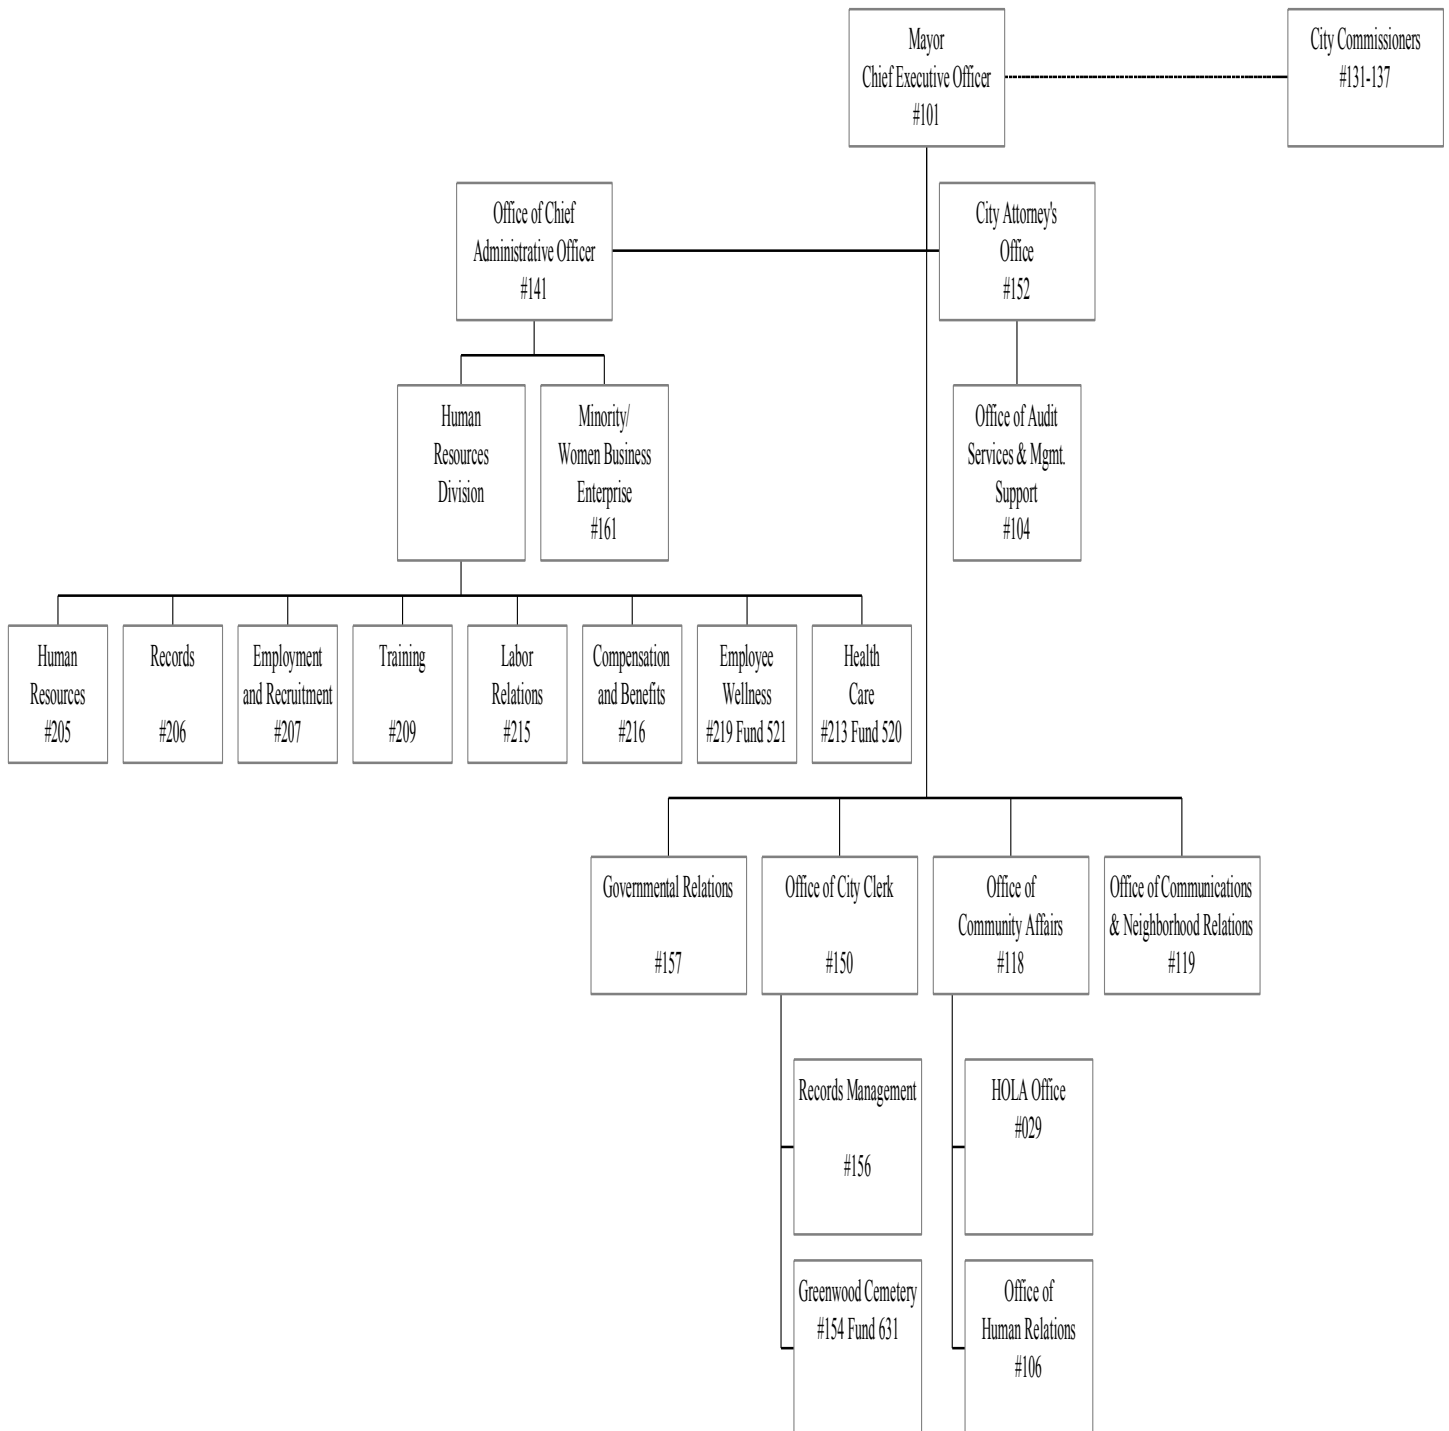 Mayor
Chief Executive Officer
#101
City Commissioners
#131-137
Office of Chief
Administrative Officer
#141
City Attorney's
Office
#152
Human
Resources
Division
Minority/
Women Business
Enterprise
#161
Office of Audit
Services & Mgmt.
Support
#104
Human
Resources
#205
Records
#206
Employment
and Recruitment
#207
Training
#209
Labor
Relations
#215
Compensation
and Benefits
#216
Employee
Wellness
#219 Fund 521
Health
Care
#213 Fund 520
Governmental Relations
#157
Office of City Clerk
#150
Office of
Community Affairs
#118
Office of Communications
& Neighborhood Relations
#119
Records Management
#156
HOLA Office
#029
Greenwood Cemetery
#154 Fund 631
Office of
Human Relations
#106